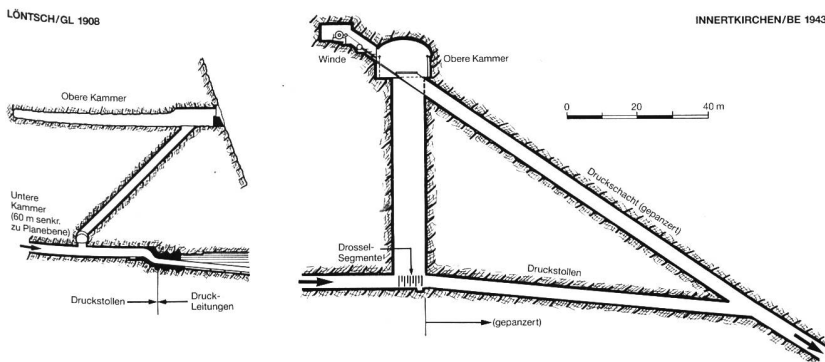 LÖNTSCH/GL 1908
Obere Kammer
Untere
Kammer
(60 m senkr.
zu Planebene)
Druckstollen
Druck-
Leitungen
INNERTKIRCHEN/BE 1943
Winde
Obere Kammer
0 20 40 m
Druckschacht (gepanzert)
Drossel-
Segmente
Druckstollen
(gepanzert)